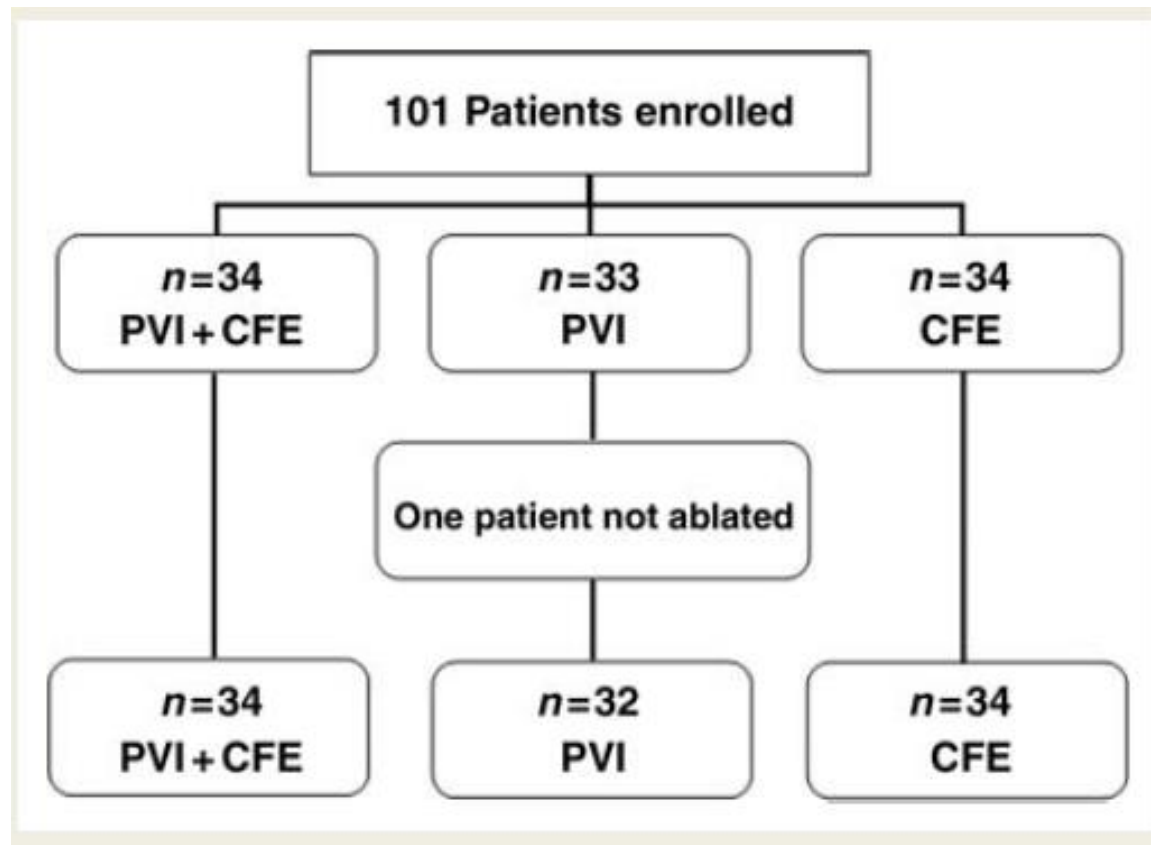 101 Patients enrolled
n=34
PVI+CFE
n=33
PVI
n=34
CFE
One patient not ablated
n=34
PVI+CFE
n=32
PVI
n=34
CFE